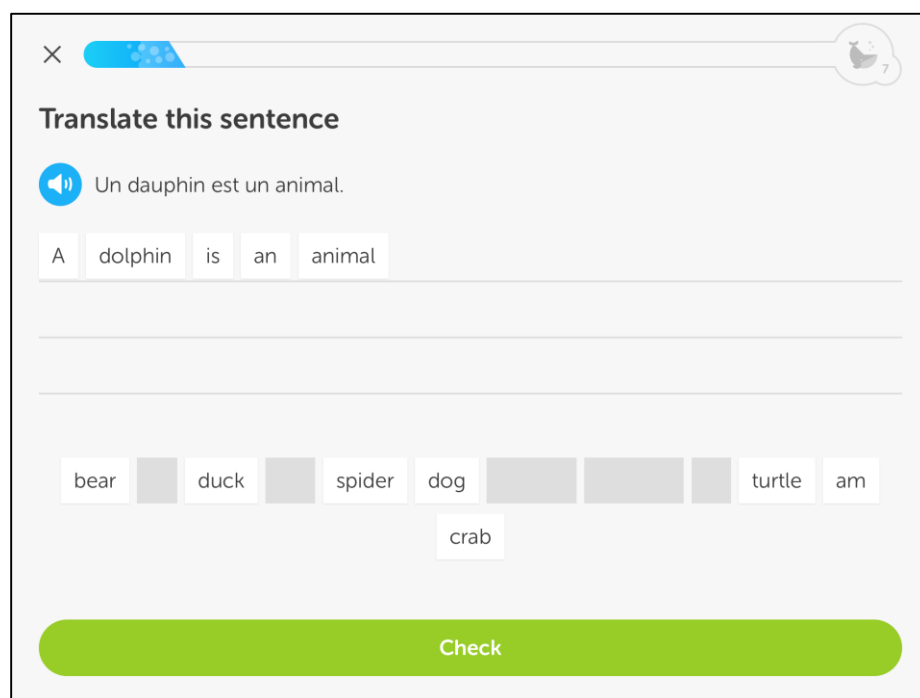 7
Translate this sentence
Un dauphin est un animal.
A dolphin is an animal
bear duck spider dog turtle am
crab
Check